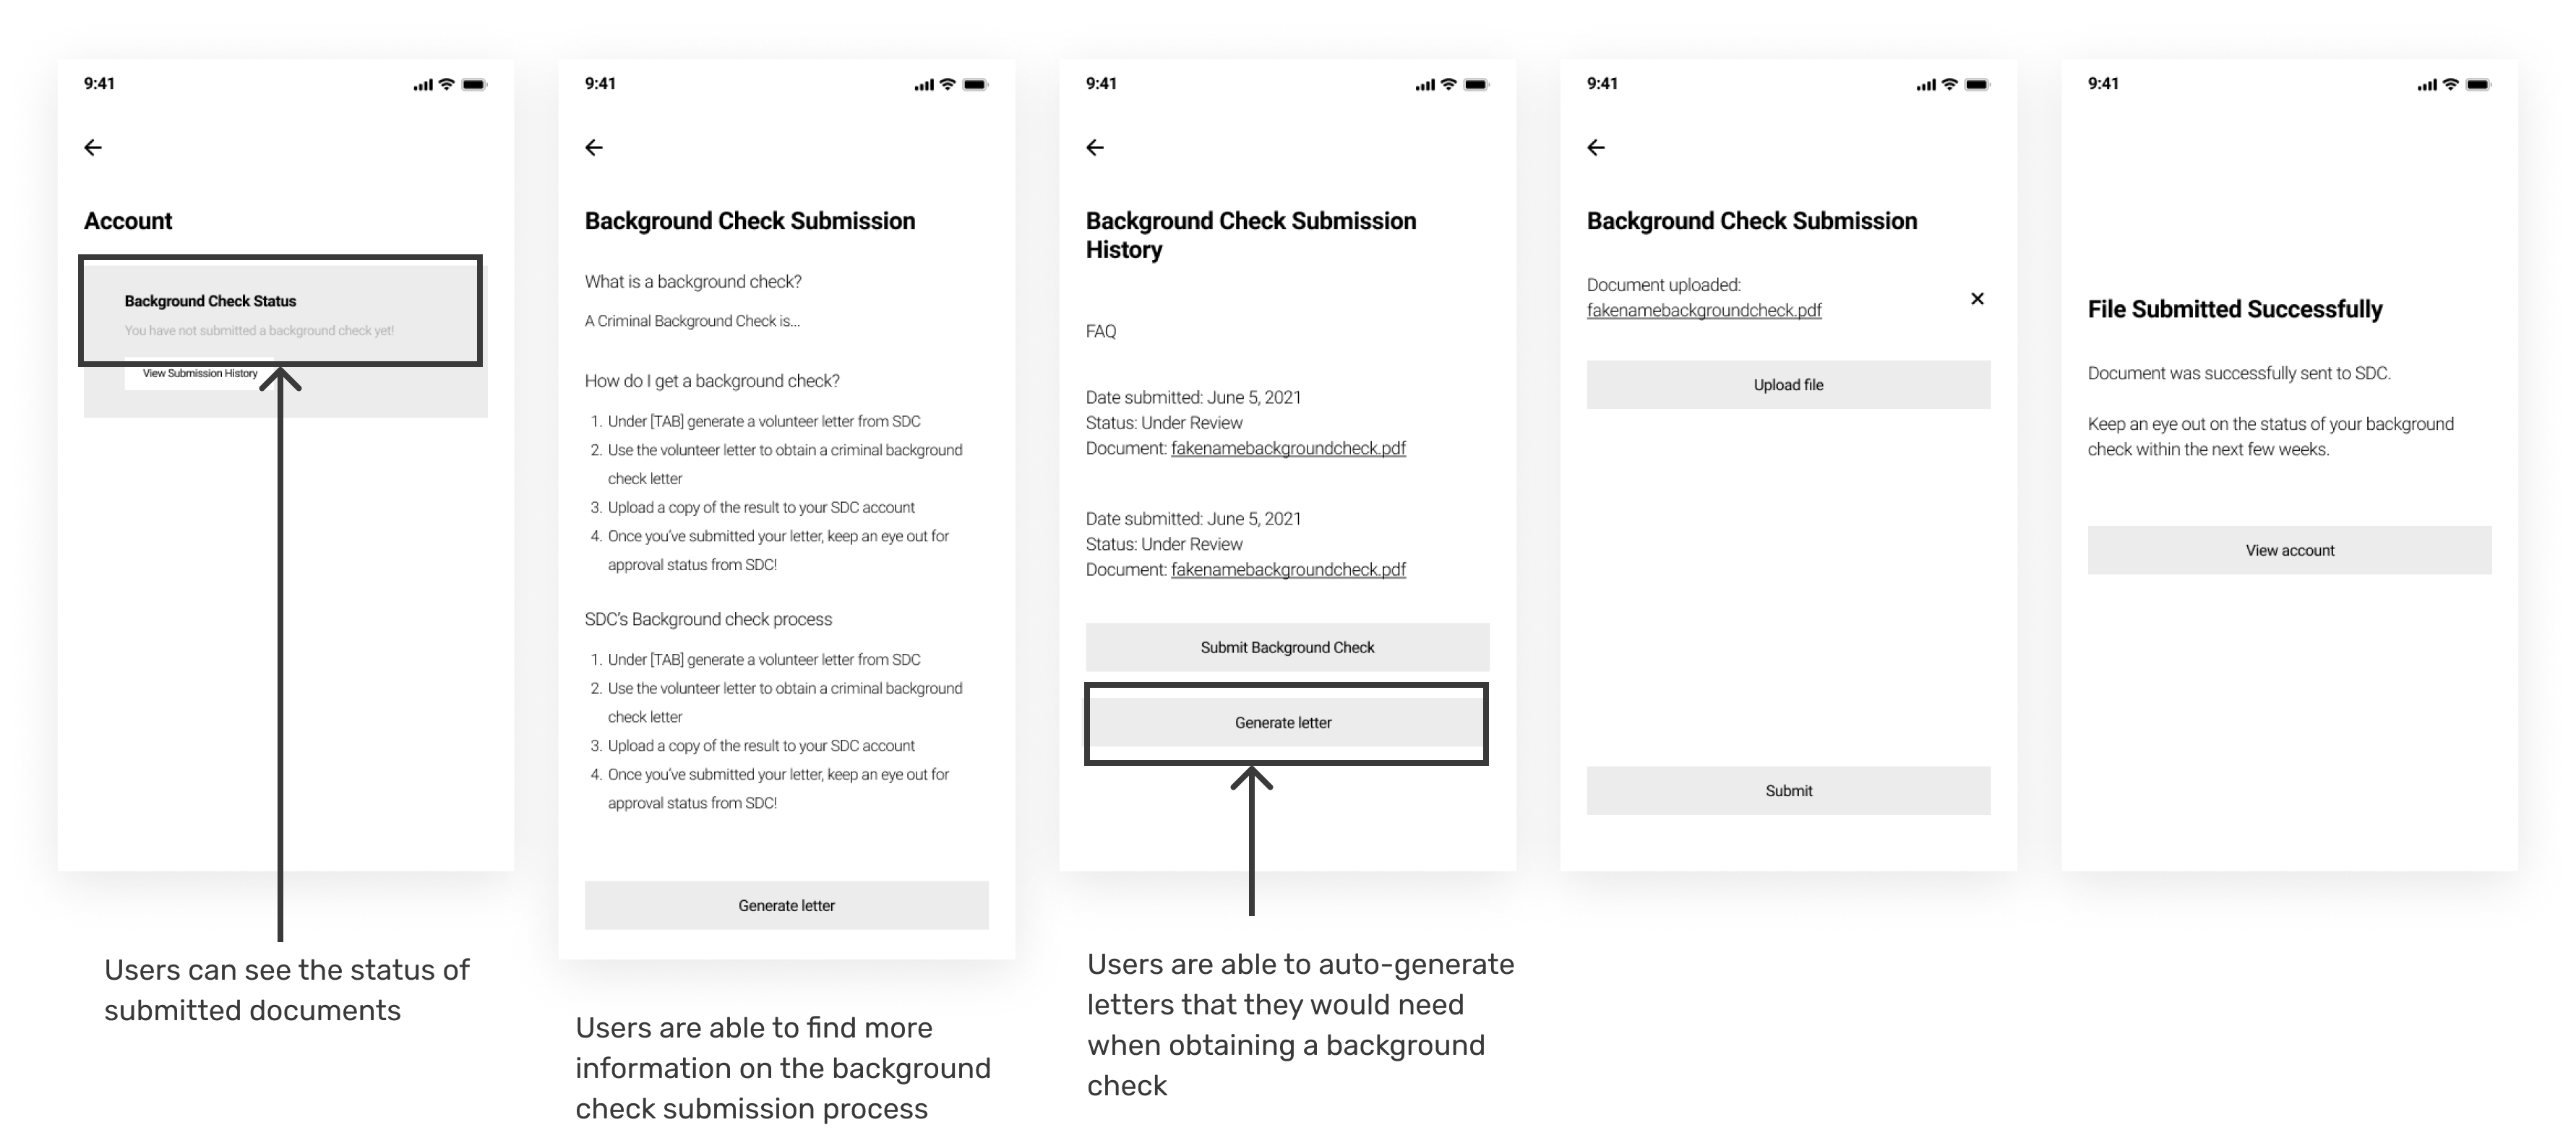 9:41
Account
Background Check Status
You have not submitted a background check yet!
View Submission History
Users can see the status of
submitted documents
9:41
Background Check Submission
What is a background check?
A Criminal Background Check is...
How do I get a background check?
1. Under [TAB] generate a volunteer letter from SDC
2. Use the volunteer letter to obtain a criminal background
check letter
3. Upload a copy of the result to your SDC account
4. Once you've submitted your letter, keep an eye out for
approval status from SDC!
SDC's Background check process
1. Under [TAB] generate a volunteer letter from SDC
2. Use the volunteer letter to obtain a criminal background
check letter
3. Upload a copy of the result to your SDC account
4. Once you've submitted your letter, keep an eye out for
approval status from SDC!
Generate letter
Users are able to find more
information on the background
check submission process
9:41
Background Check Submission
History
FAQ
Date submitted: June 5, 2021
Status: Under Review
Document: fakenamebackgroundcheck.pdf
Date submitted: June 5, 2021
Status: Under Review
Document: fakenamebackgroundcheck.pdf
Submit Background Check
Generate letter
Users are able to auto-generate
letters that they would need
when obtaining a background
check
9:41
Background Check Submission
Document uploaded:
fakenamebackgroundcheck.pdf
Upload file
Submit
9:41
File Submitted Successfully
Document was successfully sent to SDC.
Keep an eye out on the status of your background
check within the next few weeks.
View account